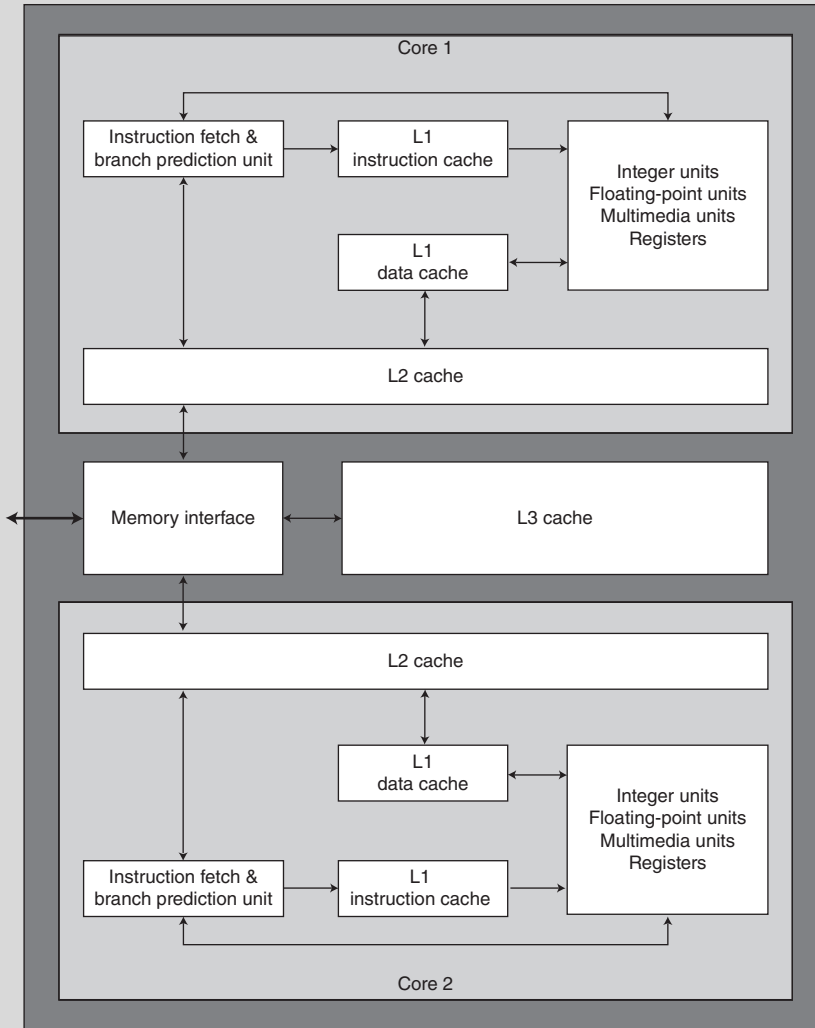 Core 1
Instruction fetch &
branch prediction unit
L1
instruction cache
Integer units
Floating-point units
Multimedia units
Registers
L1
data cache
L2 cache
Memory interface
L3 cache
L2 cache
L1
data cache
Integer units
Floating-point units
Multimedia units
Registers
Instruction fetch &
branch prediction unit
L1
instruction cache
Core 2